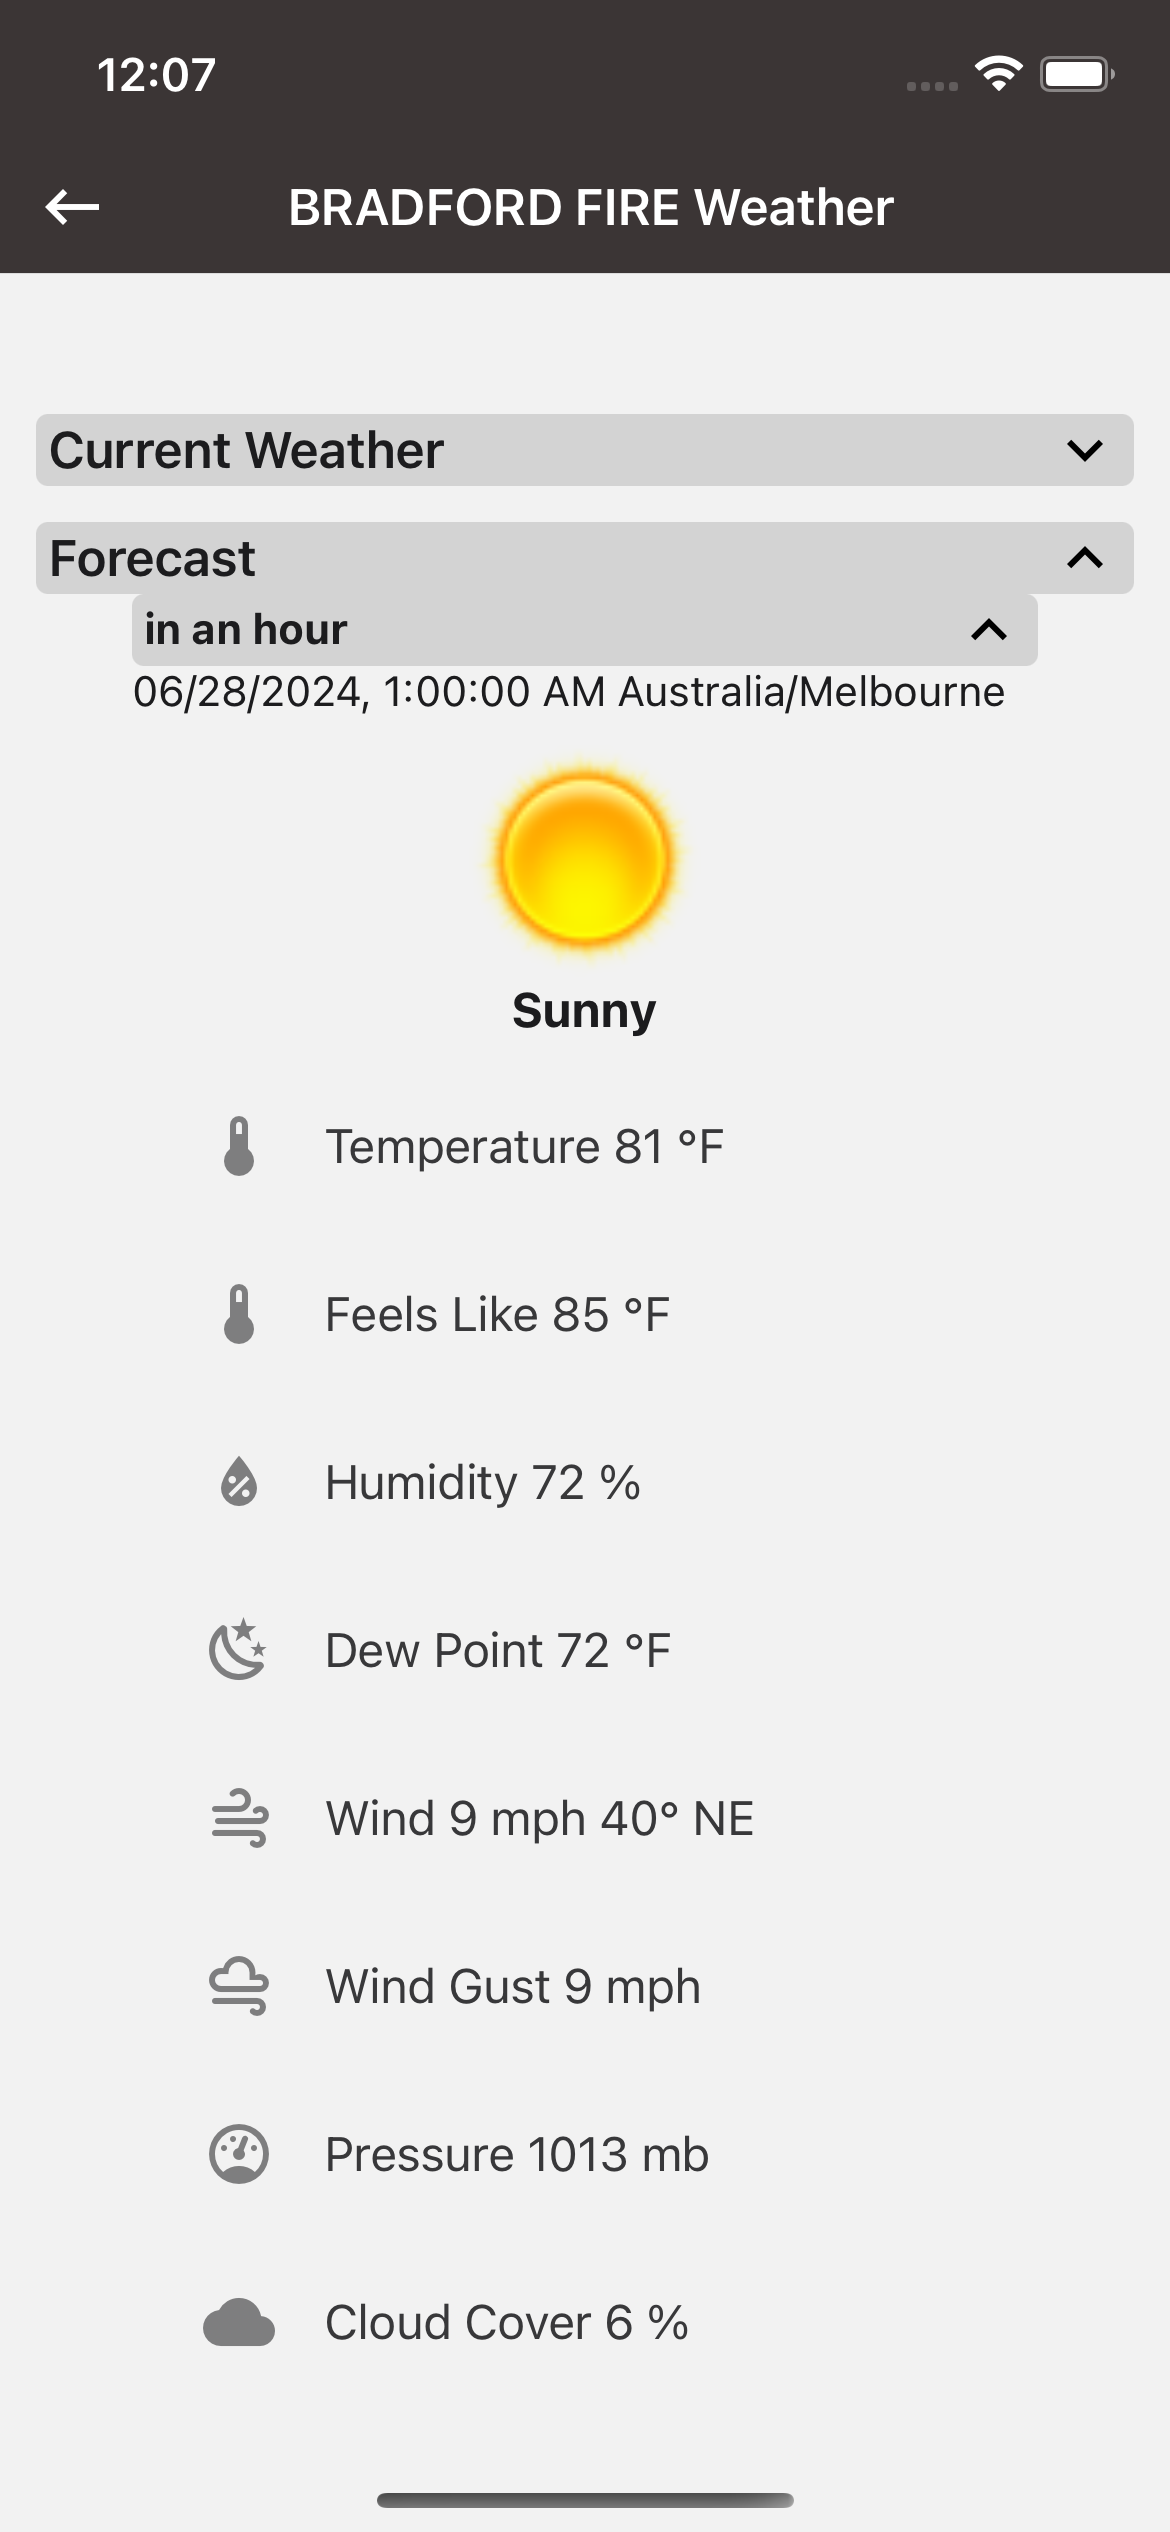 12:07
BRADFORD FIRE Weather
Current Weather
Forecast
in an hour
06/28/2024, 1:00:00 AM Australia/Melbourne
Sunny
Temperature 81 °F
Feels Like 85 °F
Humidity 72 %
Dew Point 72 °F
Wind 9 mph 40° NE
Wind Gust 9 mph
Pressure 1013 mb
Cloud Cover 6 %